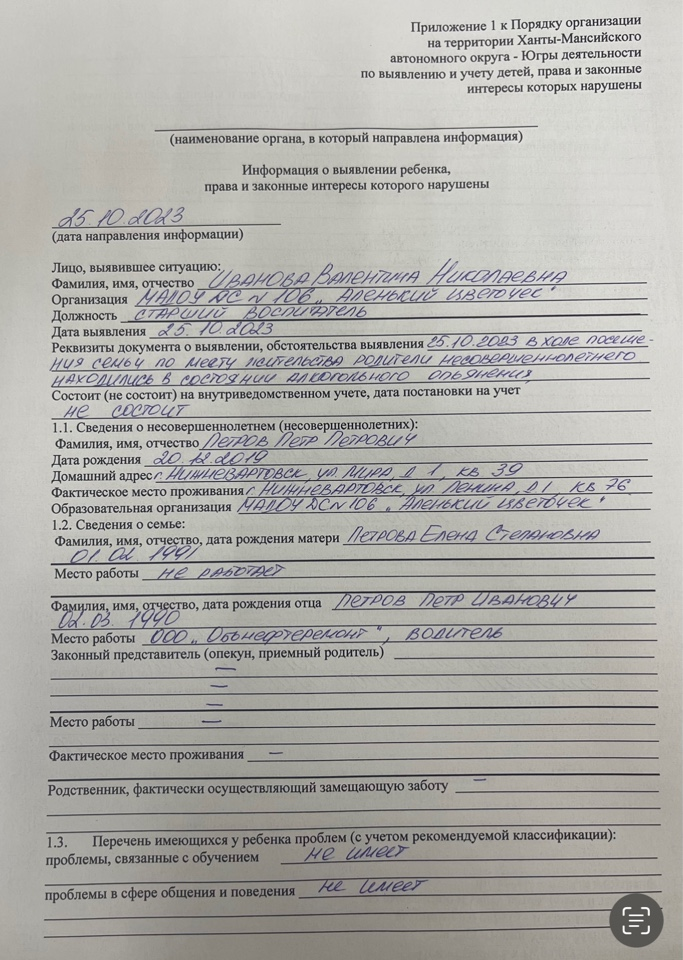 Приложение 1 к Порядку организации
на территории Ханты-Мансийского
автономного округа - Югры деятельности
по выявлению и учету детей, права и законные
интересы которых нарушены
(наименование органа, в который направлена информация)
Информация о выявлении ребенка,
права и законные интересы которого нарушены
25.10.2023
(дата направления информации)
Лицо, выявившее ситуацию:
Фамилия, имя, отчество Иванова Валентина Николаевна
Организация МАДОУ ДС N 106 „Аленький цветочек"
Должность старший воспитатель
Дата выявления 25.10.2023
Реквизиты документа о выявлении, обстоятельства выявления 25.10.2023 в ходе посеще-
ния семьи по месту жительства родители несовершеннолетнего
находились в состоянии алкогольного опьянения
Состоит (не состоит) на внутриведомственном учете, дата постановки на учет
не состоит
1.1. Сведения о несовершеннолетнем (несовершеннолетних):
Фамилия, имя, отчество Петров Петр Петрович
Дата рождения 20.12.2019
Домашний адрес г. Нижневартовск, ул Мира, д 1, кв 39
Фактическое место проживания г. Нижневартовск, ул Ленина, д 1 кв 76
Образовательная организация МАДОУ ДС N 106 „Аленький цветочек"
1.2. Сведения о семье:
Фамилия, имя, отчество, дата рождения матери Петрова Елена Степановна
01.02 1991
Место работы не работает
Фамилия, имя, отчество, дата рождения отца Петров Петр Иванович
02.03. 1990
Место работы ООО „Обьнефтеремонт", водитель
Законный представитель (опекун, приемный родитель)
—
—
—
Место работы —
Фактическое место проживания —
Родственник, фактически осуществляющий замещающую заботу —
1.3. Перечень имеющихся у ребенка проблем (с учетом рекомендуемой классификации):
проблемы, связанные с обучением не имеет
проблемы в сфере общения и поведения не имеет